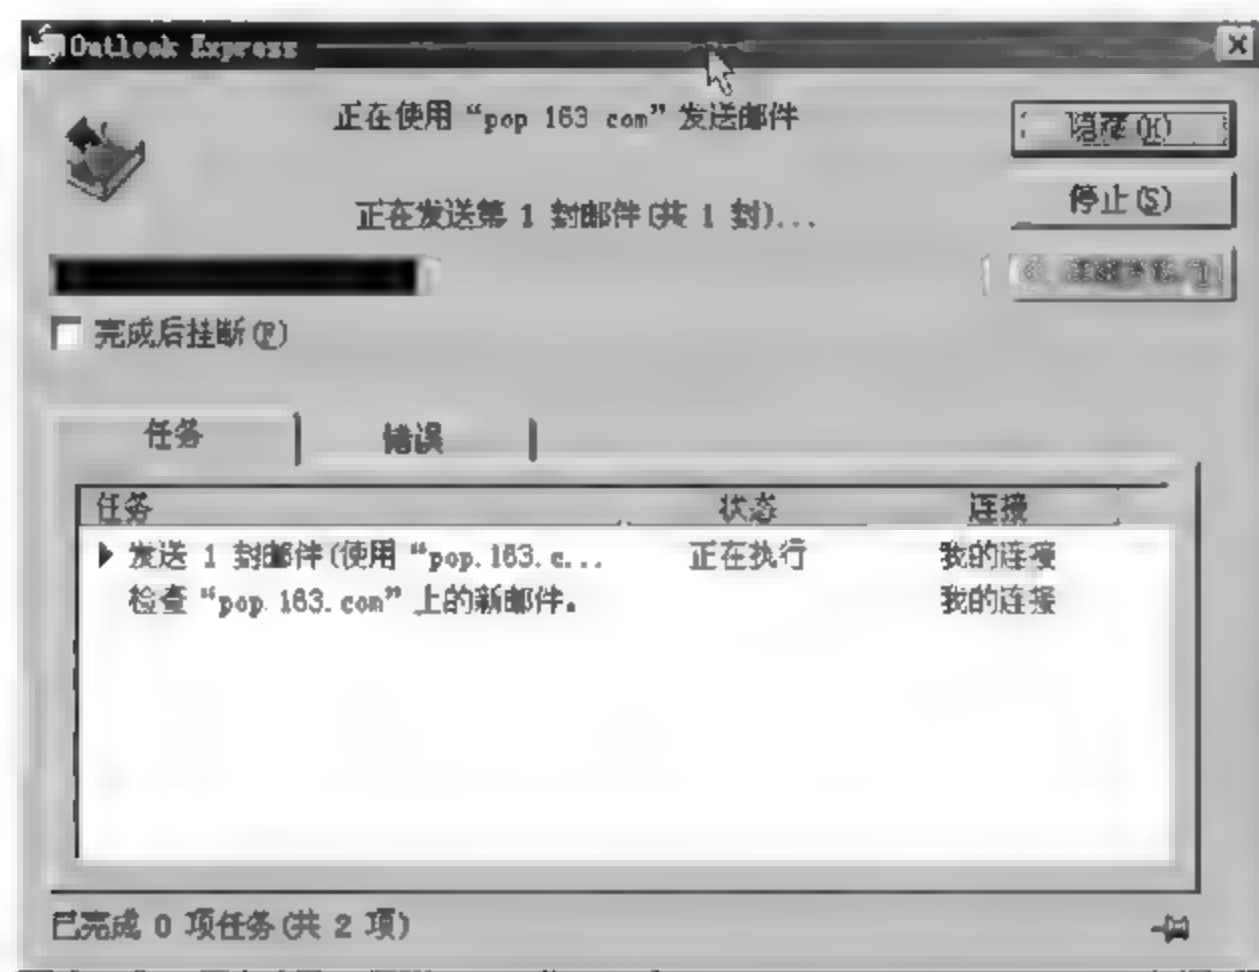 Outlook Express
正在使用“pop 163 com”发送邮件
隐藏(H)
正在发送第 1 封邮件(共 1 封)...
停止(S)
完成后挂断(P)
任务 错误
任务 状态 连接
发送 1 封邮件(使用“pop.163.c... 正在执行 我的连接
检查“pop.163.com”上的新邮件。 我的连接
已完成 0 项任务(共 2 项)